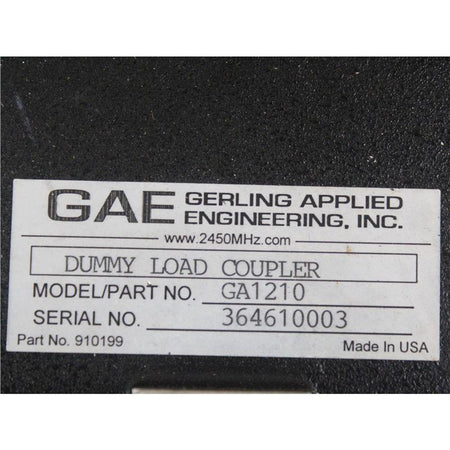 GAE GERLING APPLIED
ENGINEERING, INC.
www.2450MHz.com
DUMMY LOAD COUPLER
MODEL/PART NO. GA1210
SERIAL NO. 364610003
Part No. 910199 Made In USA